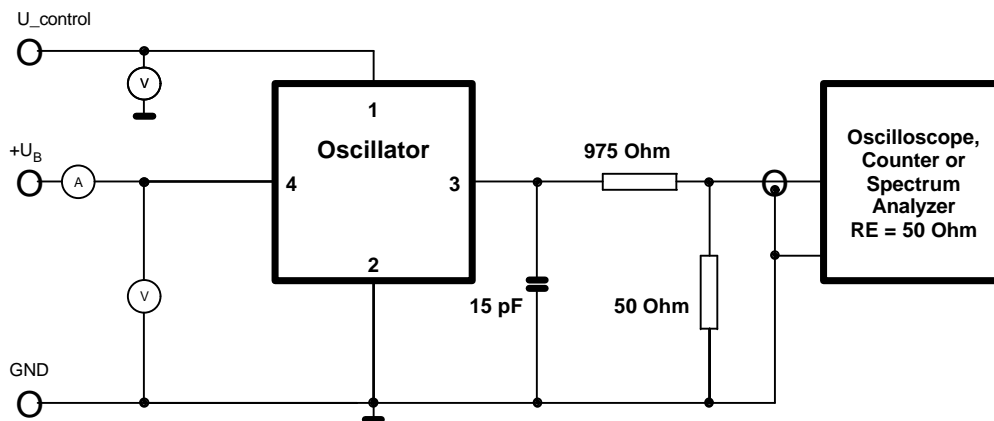 U_control
V
1
Oscillator
+U_B
A
4
3
975 Ohm
Oscilloscope,
Counter or
Spectrum
Analyzer
RE = 50 Ohm
2
V
15 pF
50 Ohm
GND